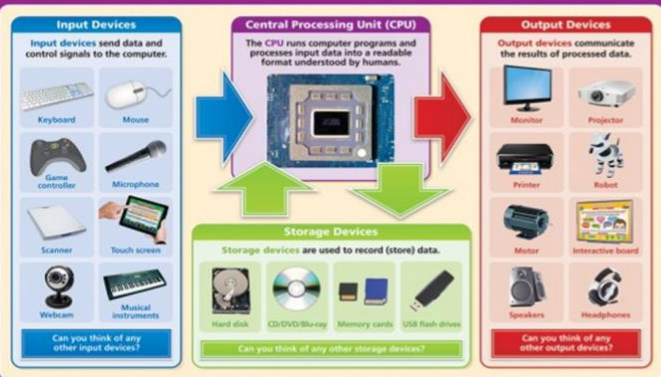 Input Devices
Input devices send data and
control signals to the computer.
Keyboard
Mouse
Game
controller
Microphone
Scanner
Touch screen
Webcam
Musical
instruments
Can you think of any
other input devices?
Central Processing Unit (CPU)
The CPU runs computer programs and
processes input data into a readable
format understood by humans.
Storage Devices
Storage devices are used to record (store) data.
Hard disk
CD/DVD/Blu-ray
Memory cards
USB flash drives
Can you think of any other storage devices?
Output Devices
Output devices communicate
the results of processed data.
Monitor
Projector
Printer
Robot
Motor
Interactive board
Speakers
Headphones
Can you think of any
other output devices?